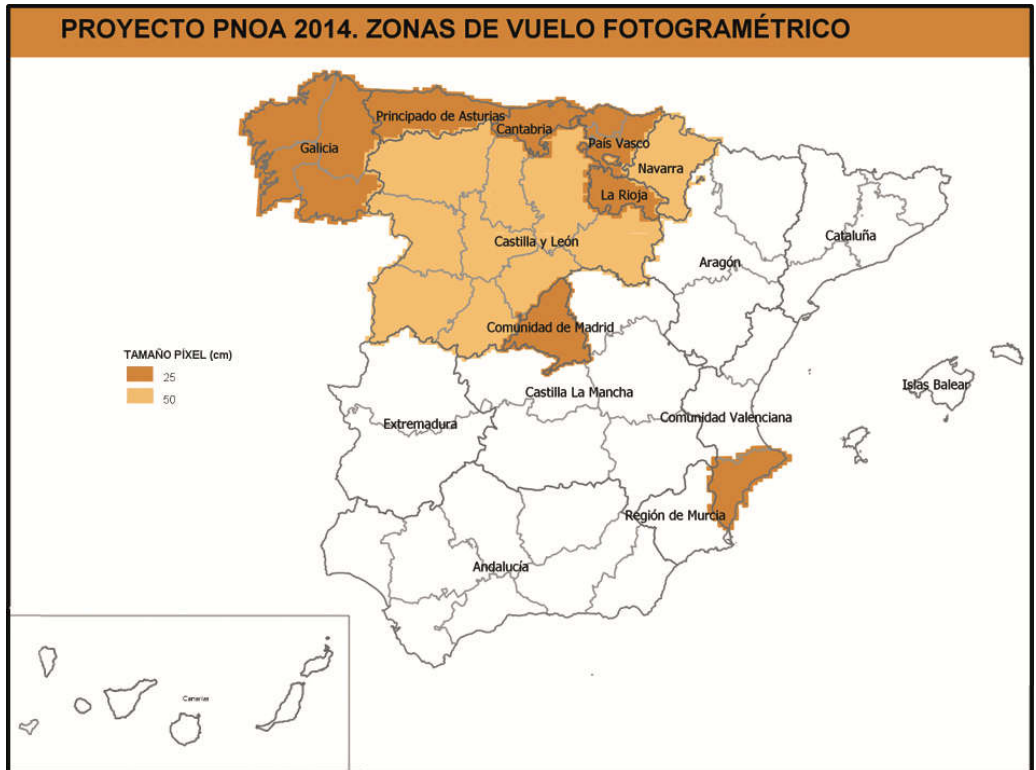 PROYECTO PNOA 2014. ZONAS DE VUELO FOTOGRAMÉTRICO
Principado de Asturias
Cantabria
País Vasco
Galicia
Navarra
La Rioja
Castilla y León
Cataluña
Aragón
Comunidad de Madrid
TAMAÑO PÍXEL (cm)
25
50
Islas Balear
Castilla La Mancha
Comunidad Valenciana
Extremadura
Región de Murcia
Andalucía
Canarias